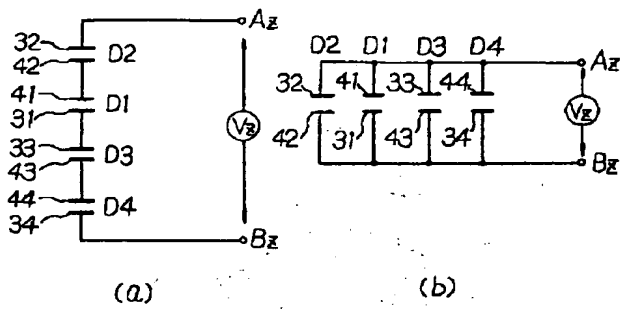 32 D2
42
41 D1
31
33 D3
43
44 D4
34
Az
Vz
Bz
(a)
D2 D1 D3 D4
32 41 33 44
42 31 43 34
Az
Vz
Bz
(b)